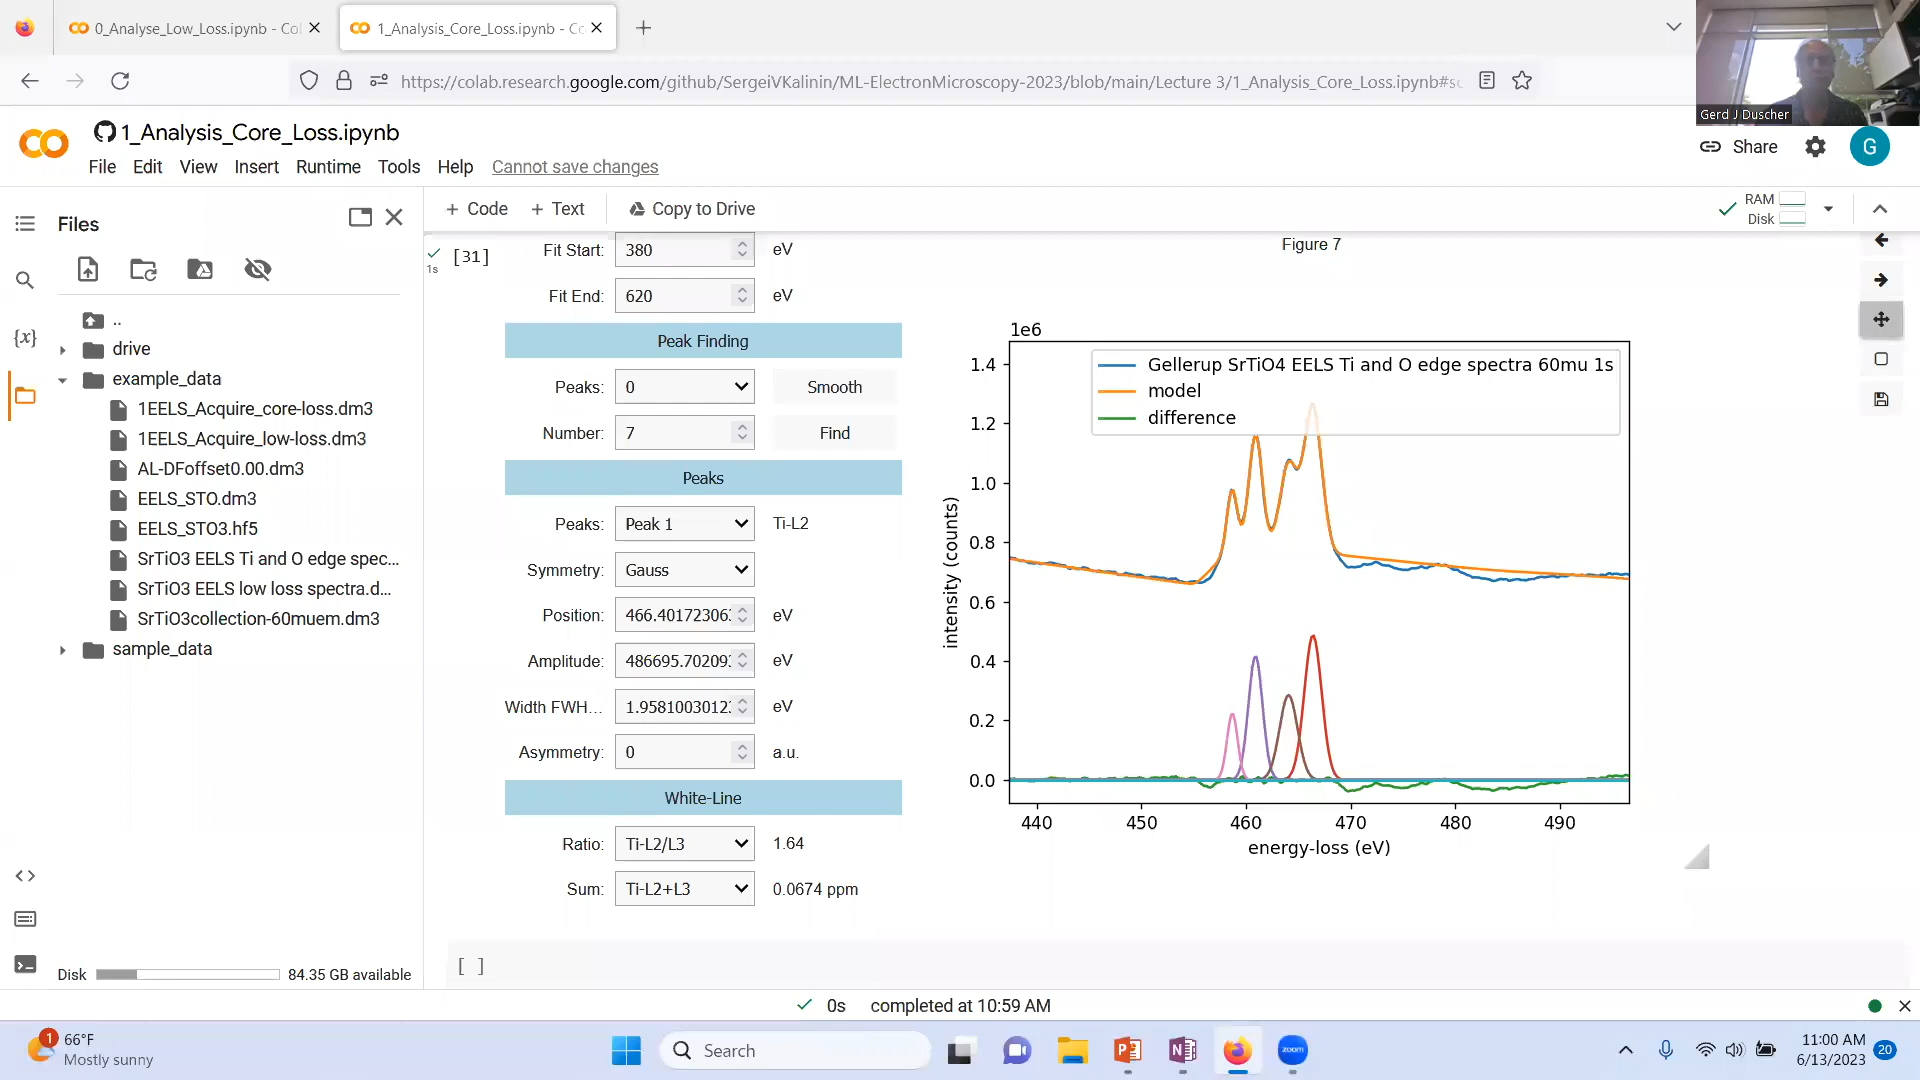 0_Analyse_Low_Loss.ipynb - Col
1_Analysis_Core_Loss.ipynb - Co
https://colab.research.google.com/github/SergeiVKalinin/ML-ElectronMicroscopy-2023/blob/main/Lecture 3/1_Analysis_Core_Loss.ipynb#sc
Gerd J Duscher
1_Analysis_Core_Loss.ipynb
File Edit View Insert Runtime Tools Help Cannot save changes
Share
G
Files
+ Code + Text Copy to Drive
RAM
Disk
{x}
..
drive
example_data
1EELS_Acquire_core-loss.dm3
1EELS_Acquire_low-loss.dm3
AL-DFoffset0.00.dm3
EELS_STO.dm3
EELS_STO3.hf5
SrTiO3 EELS Ti and O edge spec...
SrTiO3 EELS low loss spectra.d...
SrTiO3collection-60muem.dm3
sample_data
Disk 84.35 GB available
[31]
1s
Fit Start: 380 eV
Fit End: 620 eV
Peak Finding
Peaks: 0 Smooth
Number: 7 Find
Peaks
Peaks: Peak 1 Ti-L2
Symmetry: Gauss
Position: 466.40172306: eV
Amplitude: 486695.70209: eV
Width FWH... 1.9581003012: eV
Asymmetry: 0 a.u.
White-Line
Ratio: Ti-L2/L3 1.64
Sum: Ti-L2+L3 0.0674 ppm
Figure 7
1e6
Gellerup SrTiO4 EELS Ti and O edge spectra 60mu 1s
model
difference
1.4
1.2
1.0
0.8
0.6
0.4
0.2
0.0
intensity (counts)
440 450 460 470 480 490
energy-loss (eV)
[ ]
0s completed at 10:59 AM
1
66°F
Mostly sunny
Search
zoom
11:00 AM
6/13/2023
20